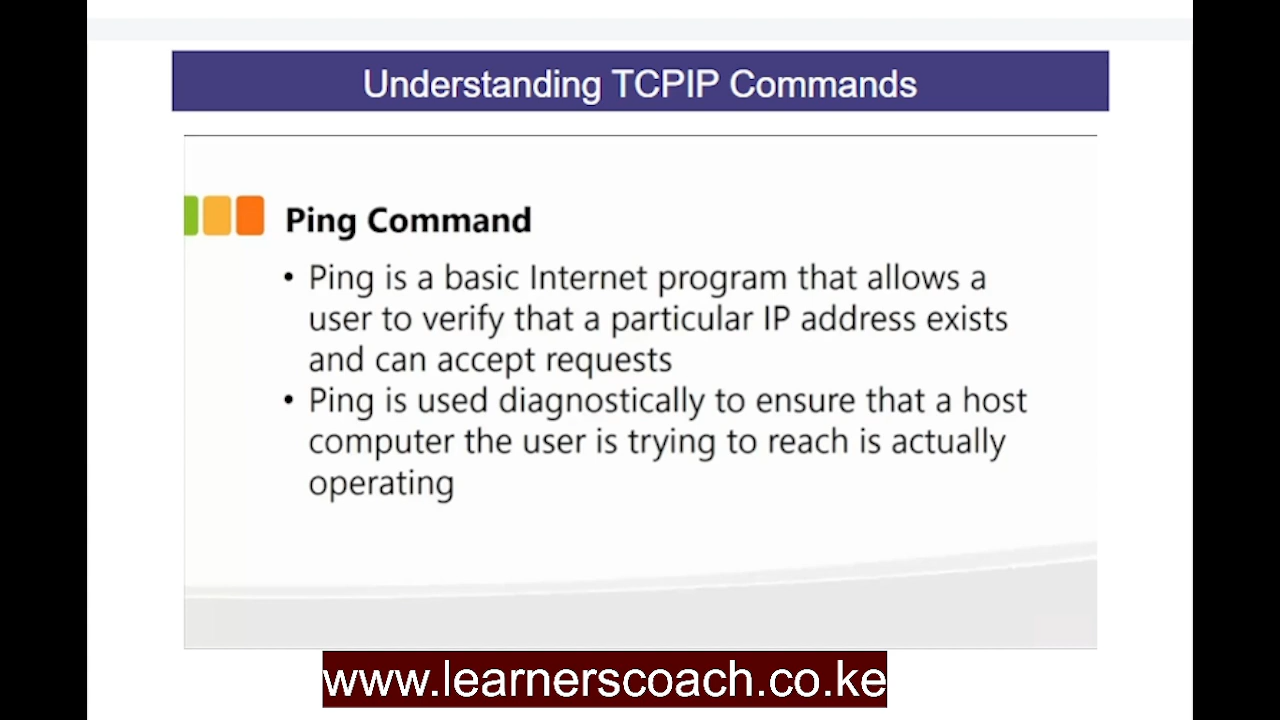 Understanding TCPIP Commands
Ping Command
• Ping is a basic Internet program that allows a
user to verify that a particular IP address exists
and can accept requests
• Ping is used diagnostically to ensure that a host
computer the user is trying to reach is actually
operating
www.learnerscoach.co.ke